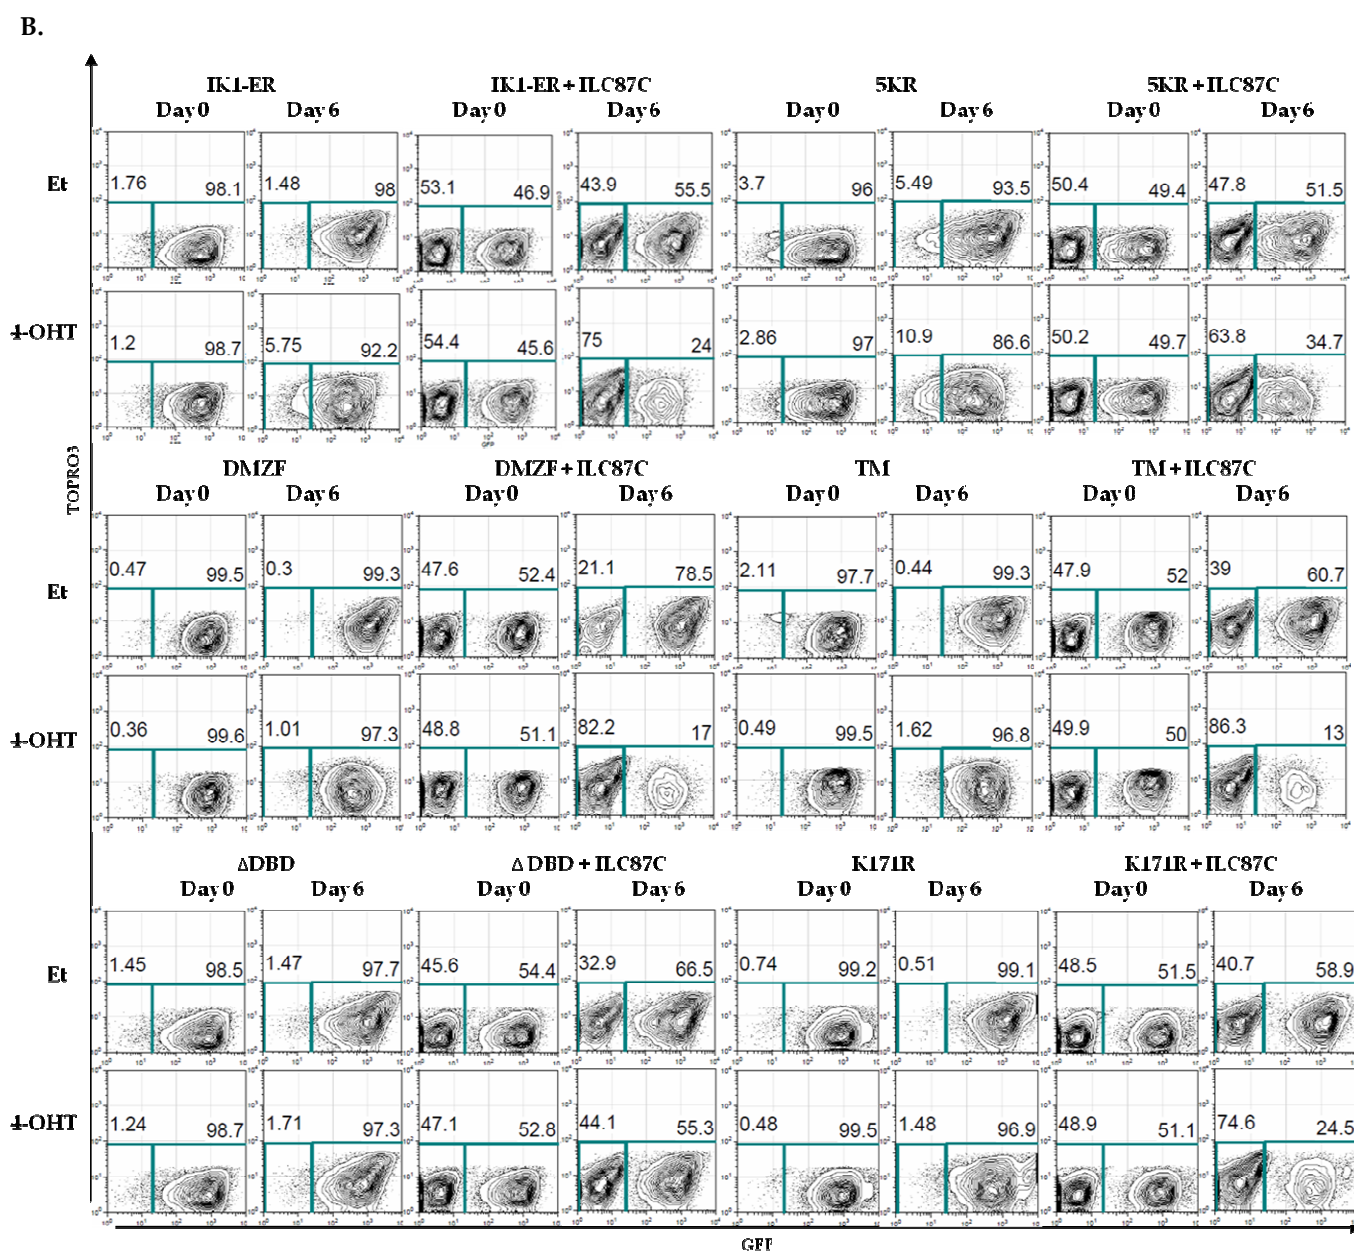 B.
IK1-ER IK1-ER + ILC87C 5KR 5KR + ILC87C
Day 0 Day 6 Day 0 Day 6 Day 0 Day 6 Day 0 Day 6
Et 1.76 98.1 1.48 98 53.1 46.9 43.9 55.5 3.7 96 5.49 93.5 50.4 49.4 47.8 51.5
4-OHT 1.2 98.7 5.75 92.2 54.4 45.6 75 24 2.86 97 10.9 86.6 50.2 49.7 63.8 34.7
TOPRO3
DMZF DMZF + ILC87C TM TM + ILC87C
Day 0 Day 6 Day 0 Day 6 Day 0 Day 6 Day 0 Day 6
Et 0.47 99.5 0.3 99.3 47.6 52.4 21.1 78.5 2.11 97.7 0.44 99.3 47.9 52 39 60.7
4-OHT 0.36 99.6 1.01 97.3 48.8 51.1 82.2 17 0.49 99.5 1.62 96.8 49.9 50 86.3 13
ΔDBD ΔDBD + ILC87C K171R K171R + ILC87C
Day 0 Day 6 Day 0 Day 6 Day 0 Day 6 Day 0 Day 6
Et 1.45 98.5 1.47 97.7 45.6 54.4 32.9 66.5 0.74 99.2 0.51 99.1 48.5 51.5 40.7 58.9
4-OHT 1.24 98.7 1.71 97.3 47.1 52.8 44.1 55.3 0.48 99.5 1.48 96.9 48.9 51.1 74.6 24.5
GFP